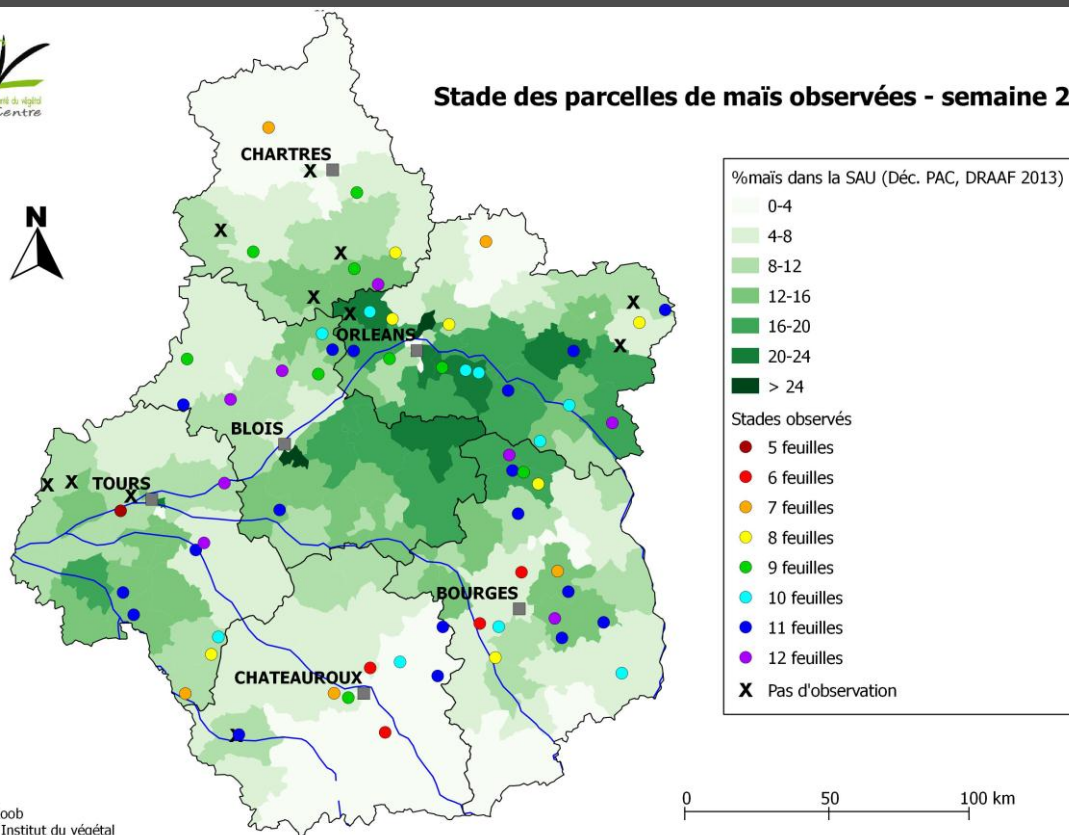 Centre
Stade des parcelles de maïs observées - semaine 2
N
CHARTRES
ORLEANS
BLOIS
TOURS
BOURGES
CHATEAUROUX
%maïs dans la SAU (Déc. PAC, DRAAF 2013)
0-4
4-8
8-12
12-16
16-20
20-24
> 24
Stades observés
5 feuilles
6 feuilles
7 feuilles
8 feuilles
9 feuilles
10 feuilles
11 feuilles
12 feuilles
X Pas d'observation
0 50 100 km
oob
Institut du végétal